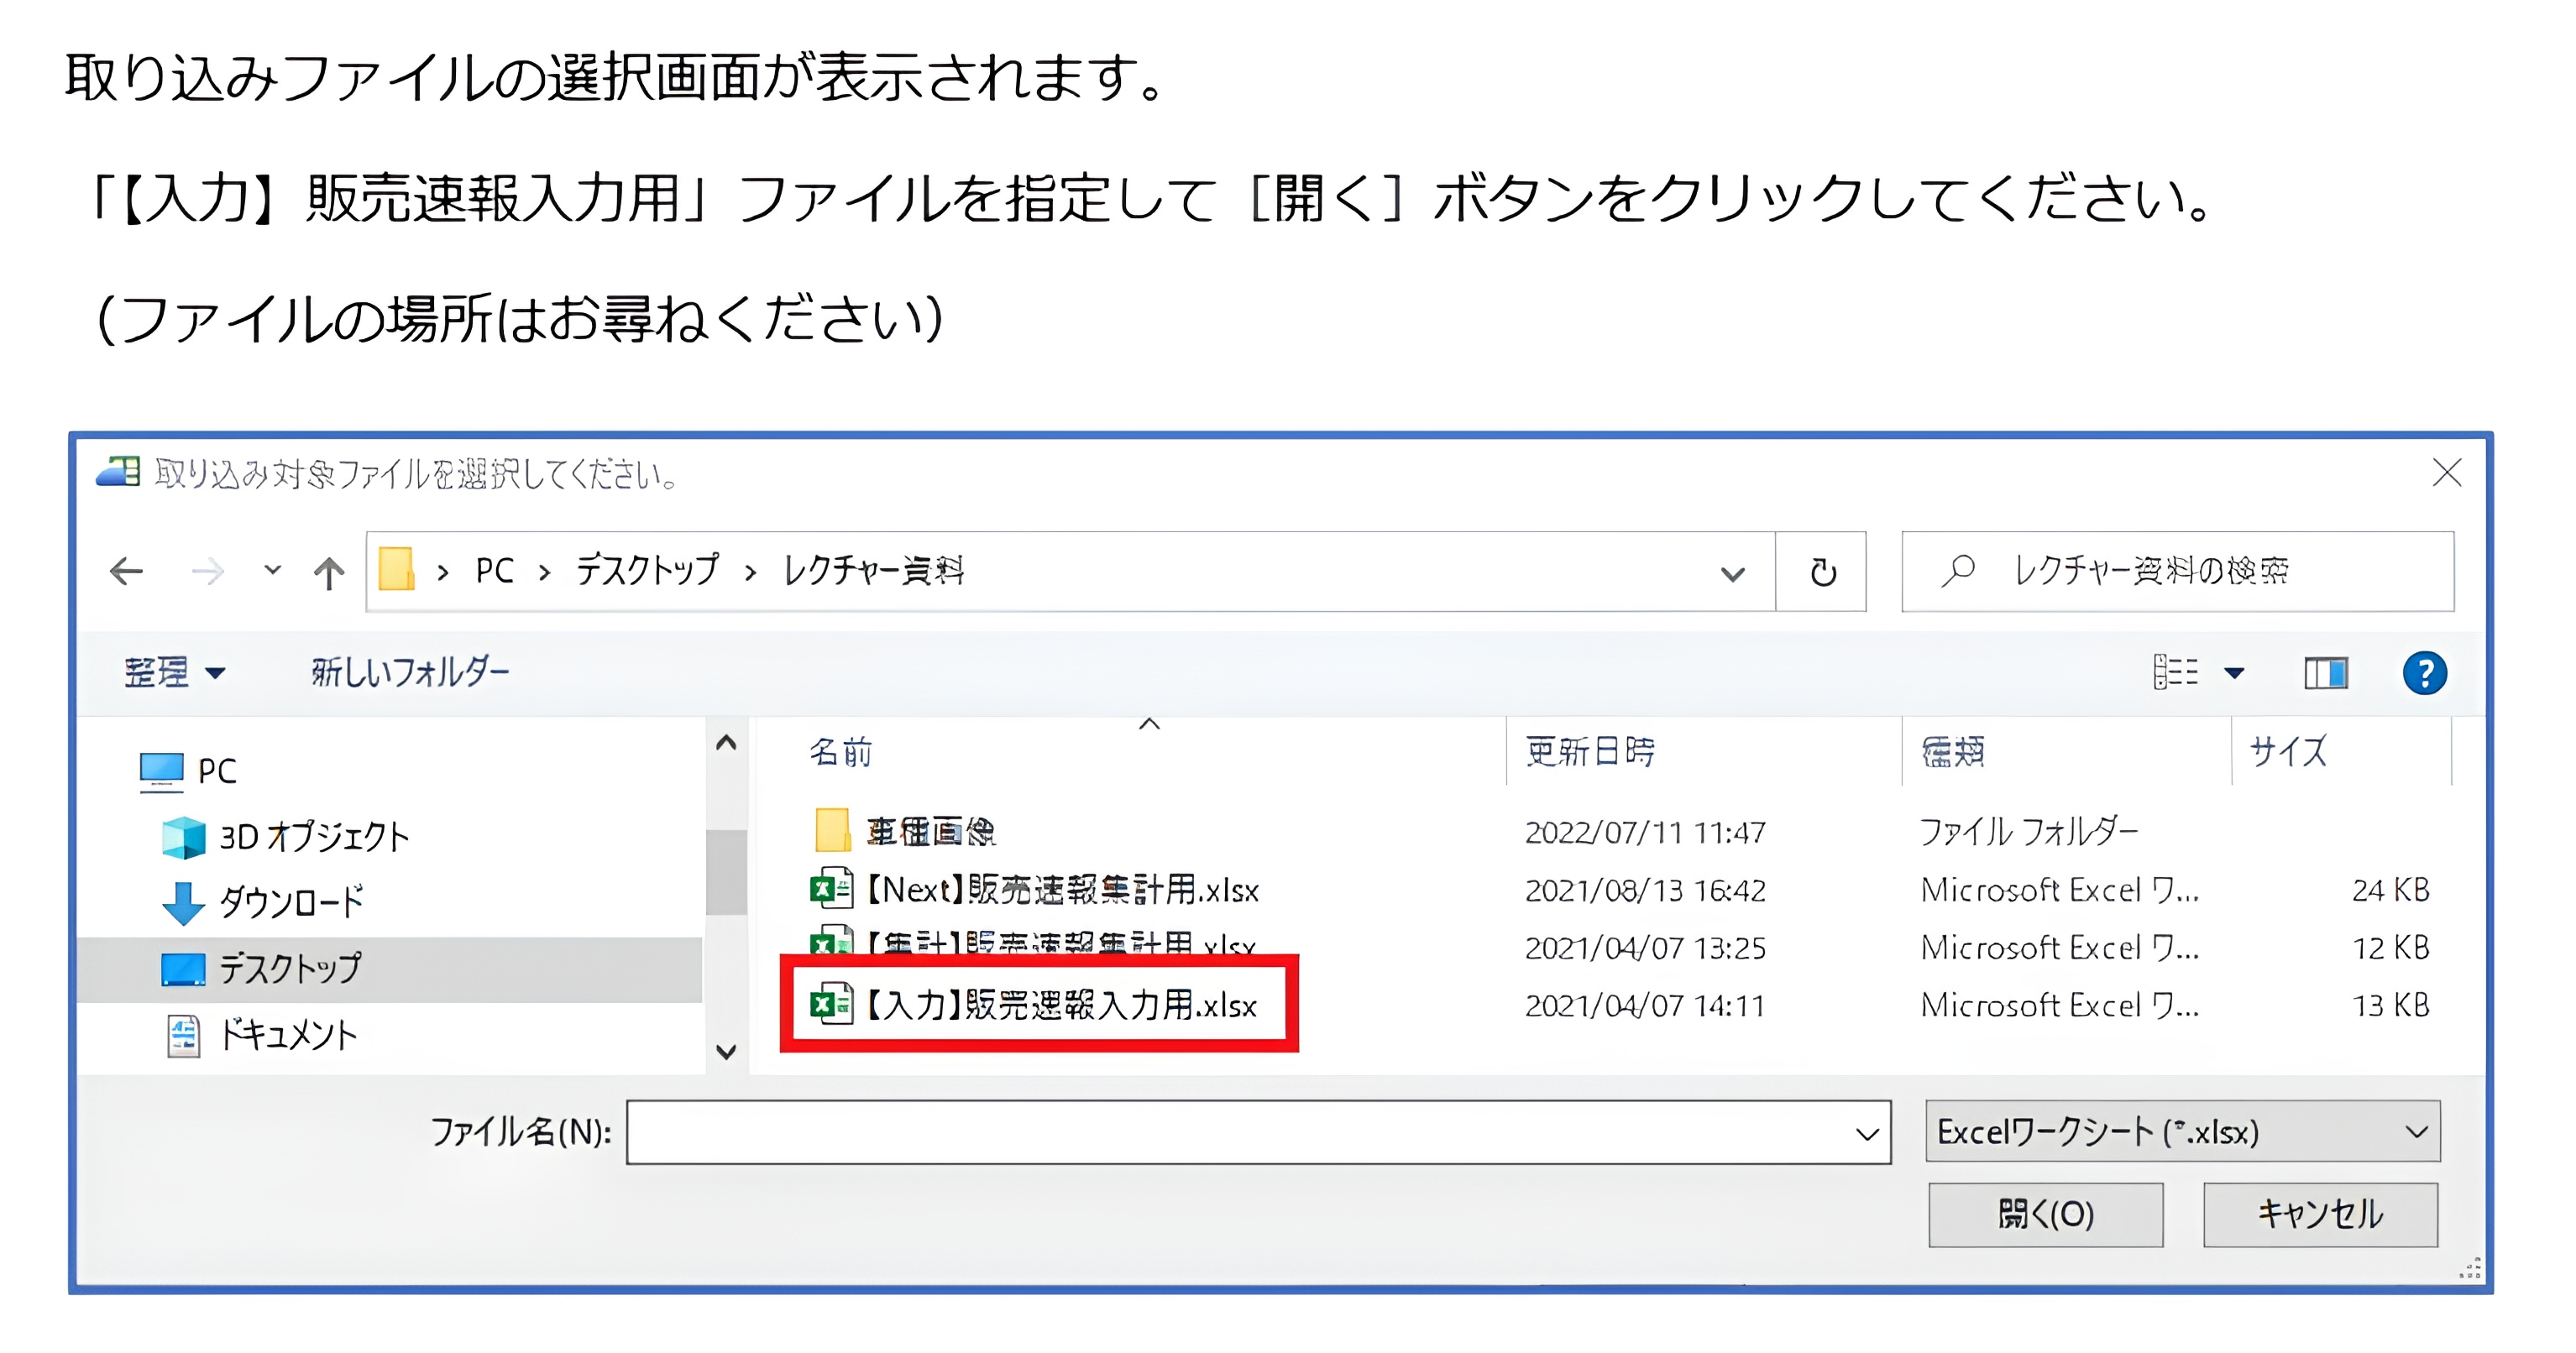 取り込みファイルの選択画面が表示されます。
「【入力】販売速報入力用」ファイルを指定して［開く］ボタンをクリックしてください。
（ファイルの場所はお尋ねください）
取り込み対象ファイルを選択してください。
PC › デスクトップ › レクチャー資料
レクチャー資料の検索
整理 新しいフォルダー
PC
3D オブジェクト
ダウンロード
デスクトップ
ドキュメント
名前 更新日時 種類 サイズ
車種画像 2022/07/11 11:47 ファイル フォルダー
【Next】販売速報集計用.xlsx 2021/08/13 16:42 Microsoft Excel ワ... 24 KB
【集計】販売速報集計用.xlsx 2021/04/07 13:25 Microsoft Excel ワ... 12 KB
【入力】販売速報入力用.xlsx 2021/04/07 14:11 Microsoft Excel ワ... 13 KB
ファイル名(N): Excelワークシート (*.xlsx)
開く(O) キャンセル